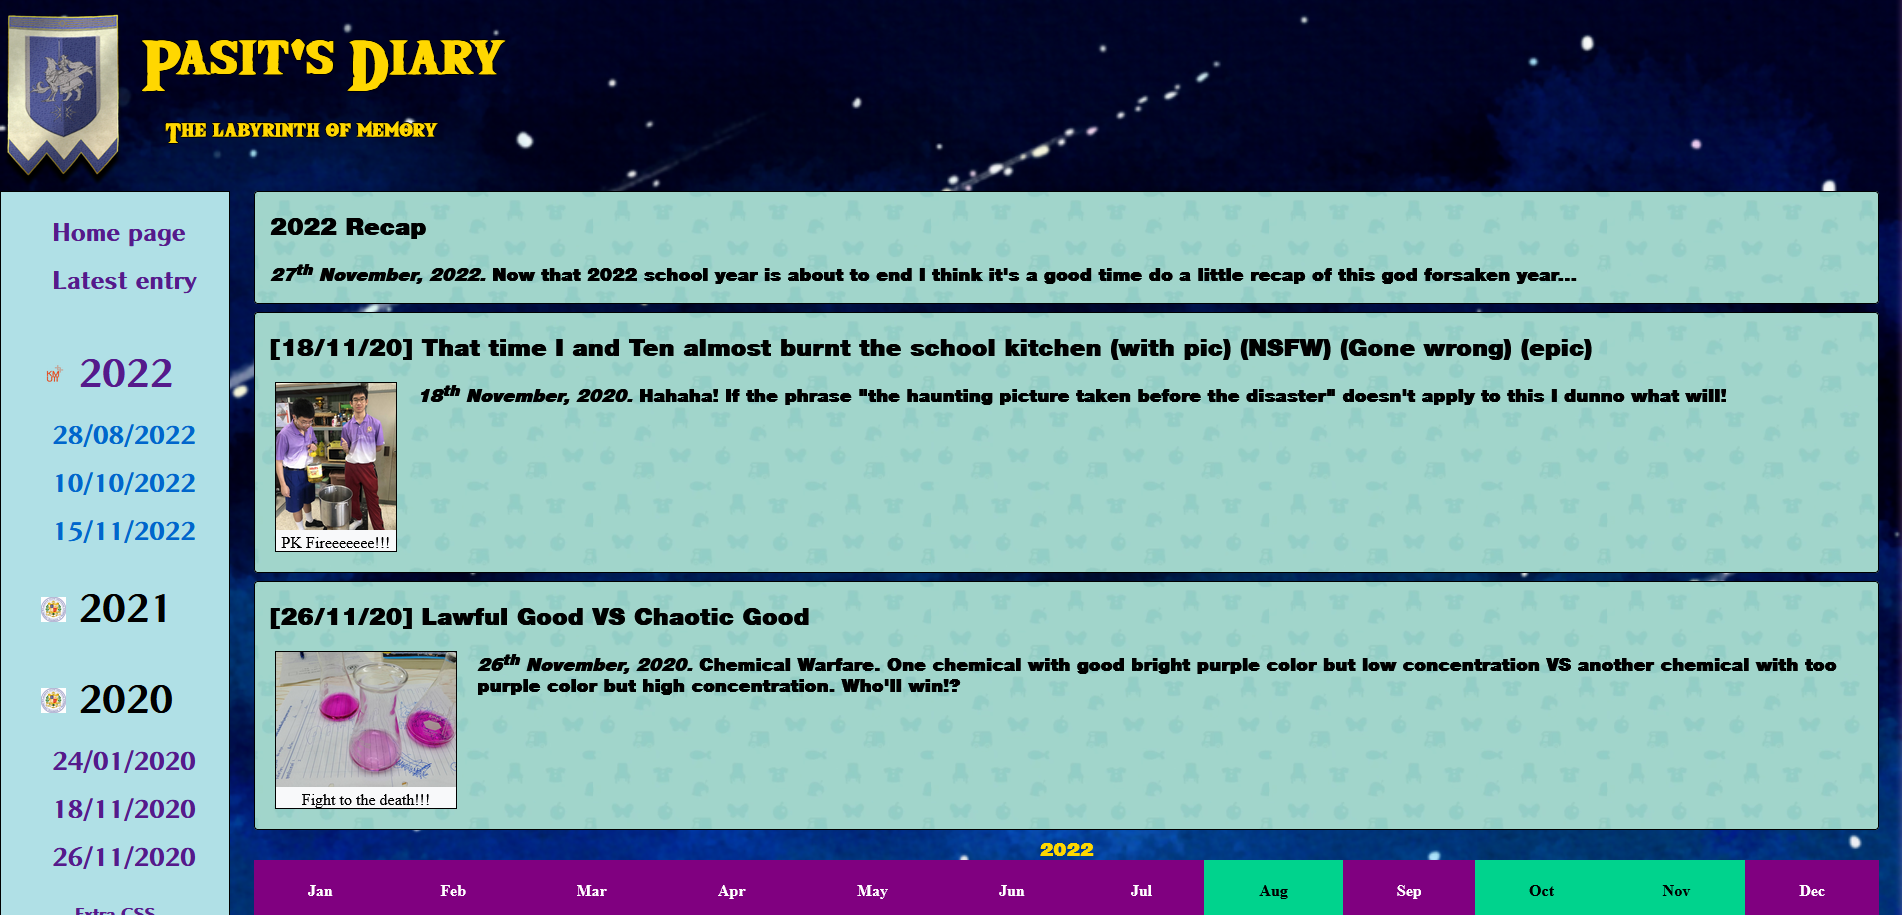 Pasit's Diary
The labyrinth of memory
Home page
Latest entry
2022
28/08/2022
10/10/2022
15/11/2022
2021
2020
24/01/2020
18/11/2020
26/11/2020
Extra CSS
2022 Recap
27th November, 2022. Now that 2022 school year is about to end I think it's a good time do a little recap of this god forsaken year...
[18/11/20] That time I and Ten almost burnt the school kitchen (with pic) (NSFW) (Gone wrong) (epic)
18th November, 2020. Hahaha! If the phrase "the haunting picture taken before the disaster" doesn't apply to this I dunno what will!
PK Fireeeeeee!!!
[26/11/20] Lawful Good VS Chaotic Good
26th November, 2020. Chemical Warfare. One chemical with good bright purple color but low concentration VS another chemical with too
purple color but high concentration. Who'll win!?
Fight to the death!!!
2022
Jan Feb Mar Apr May Jun Jul Aug Sep Oct Nov Dec